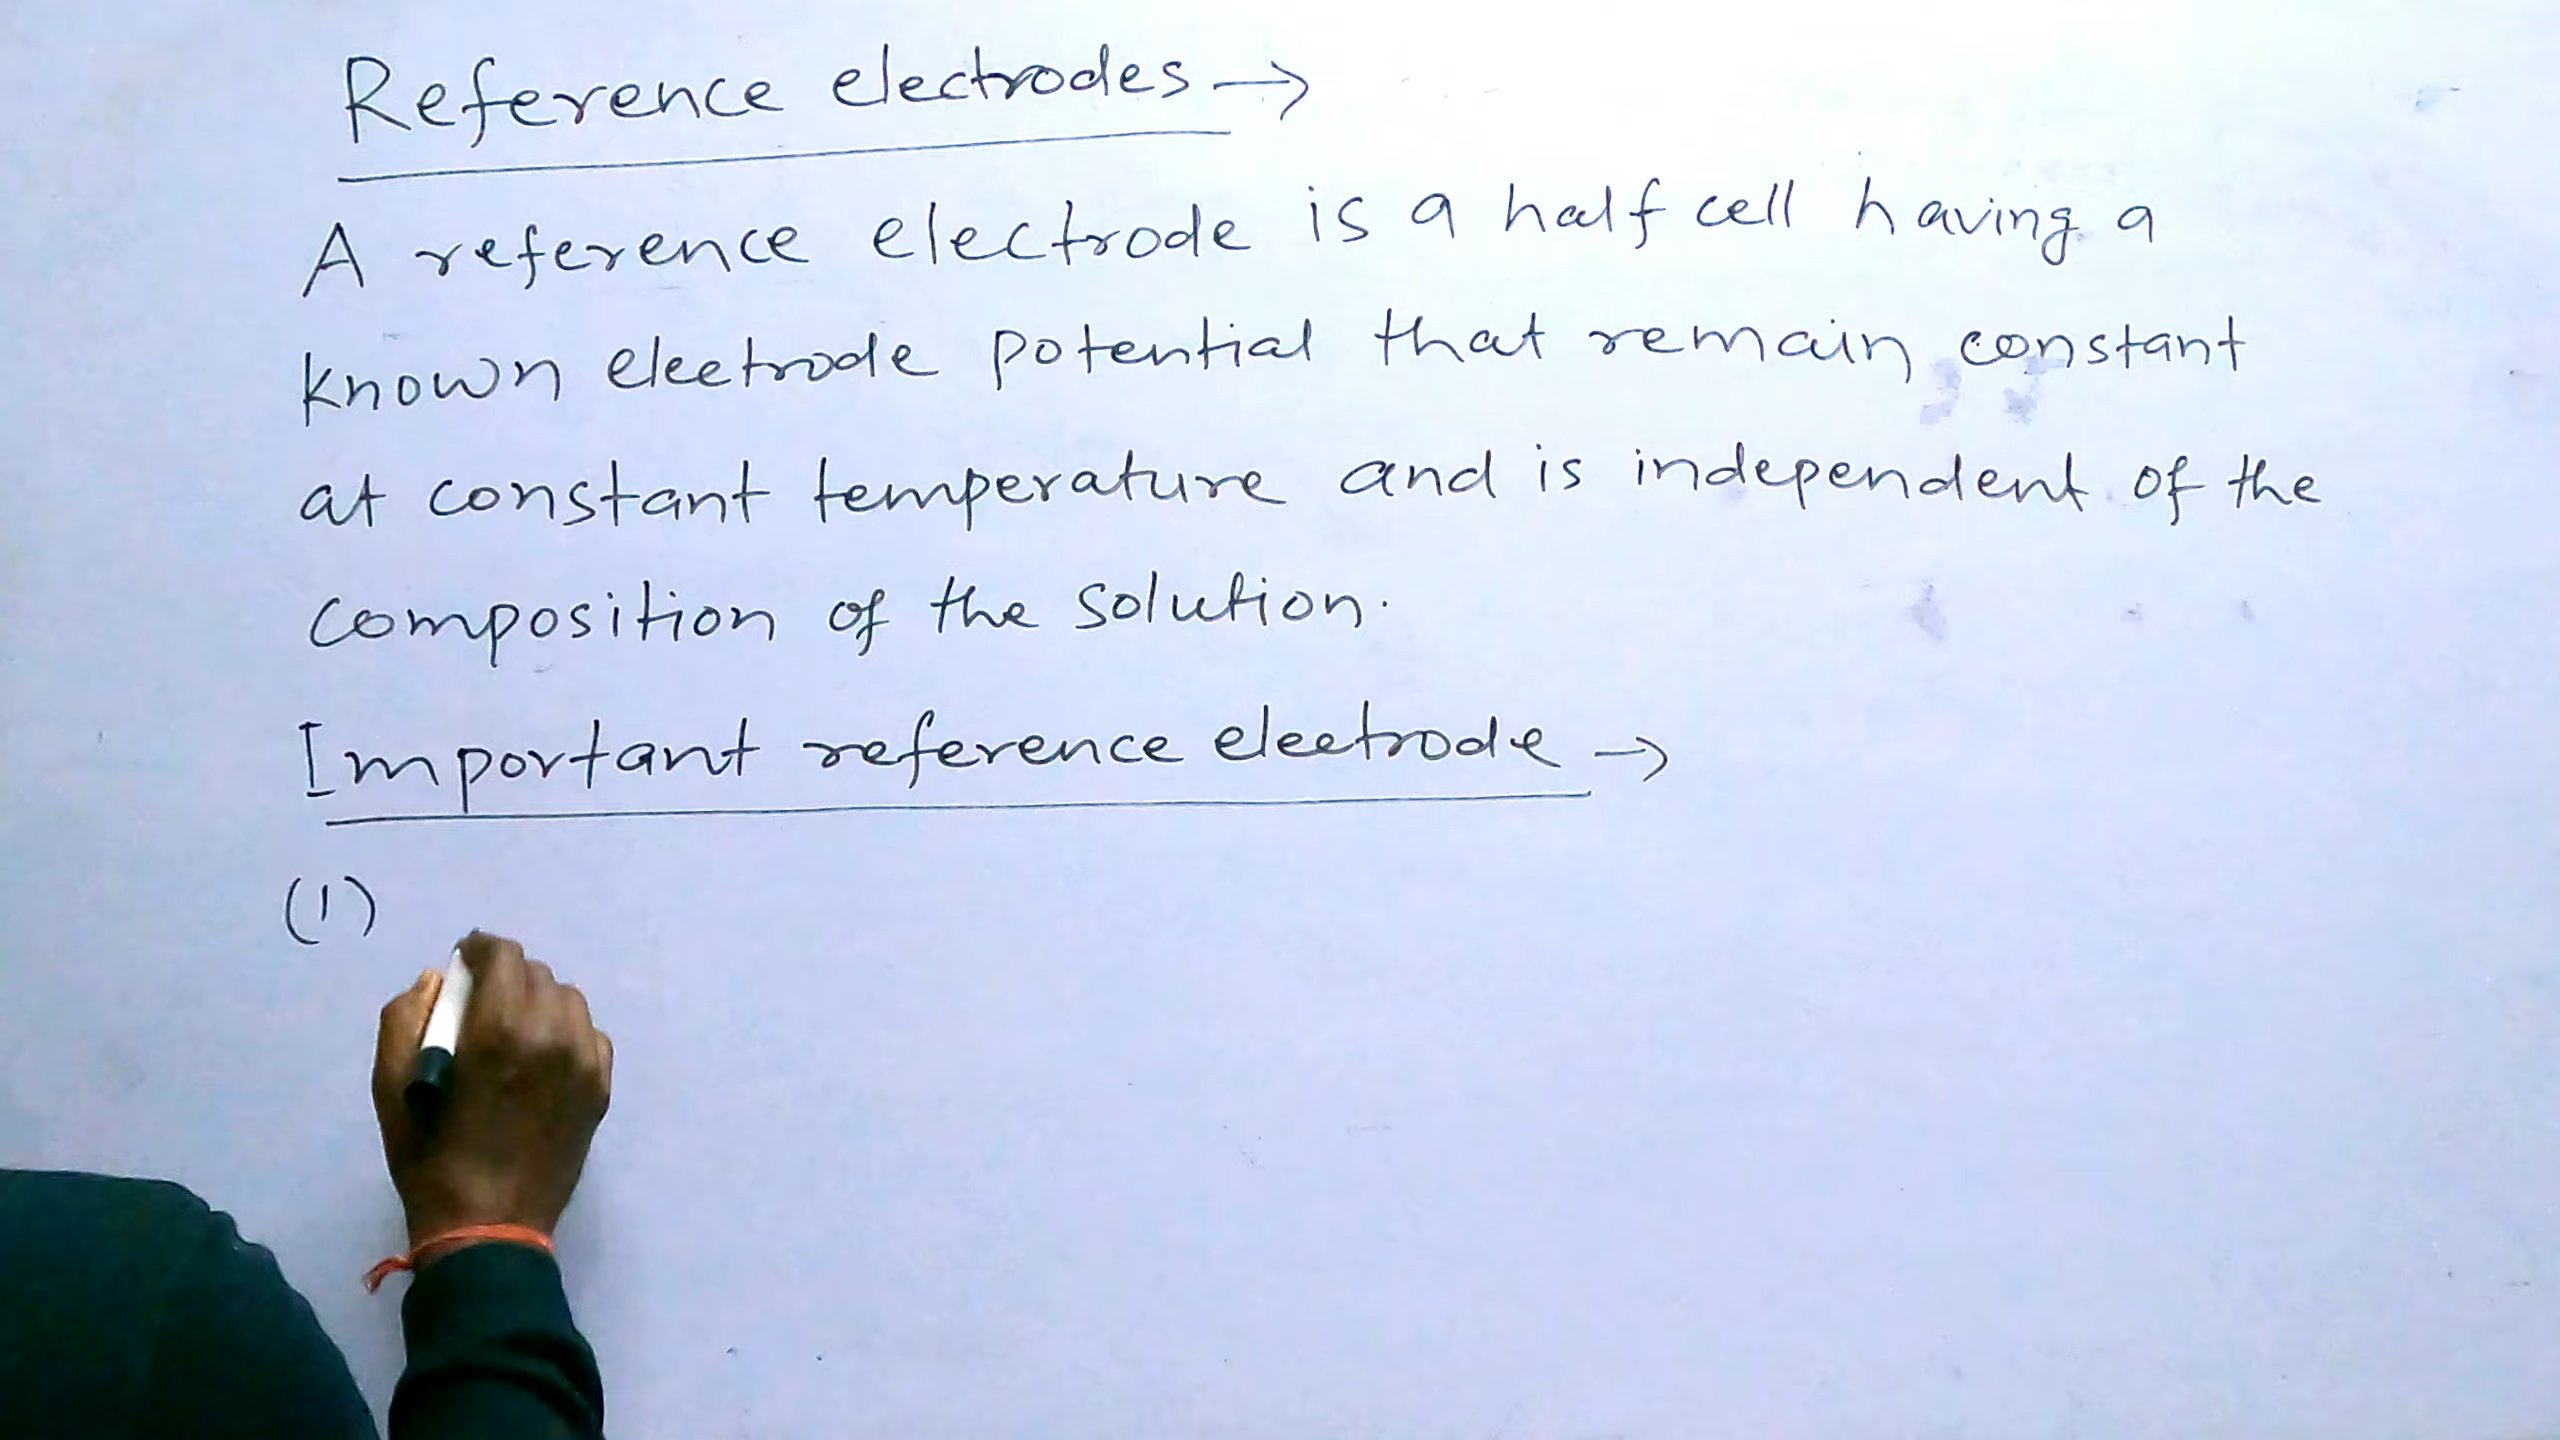 Reference electrodes →
A reference electrode is a half cell having a
known electrode potential that remain constant
at constant temperature and is independent of the
composition of the solution.
Important reference electrode →
(1)